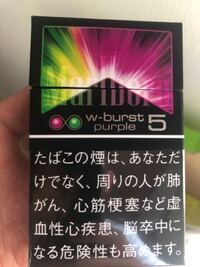 Marlboro
w-burst
purple 5
たばこの煙は、あなただ
けでなく、周りの人が肺
がん、心筋梗塞など虚
血性心疾患、脳卒中に
なる危険性も高めます。